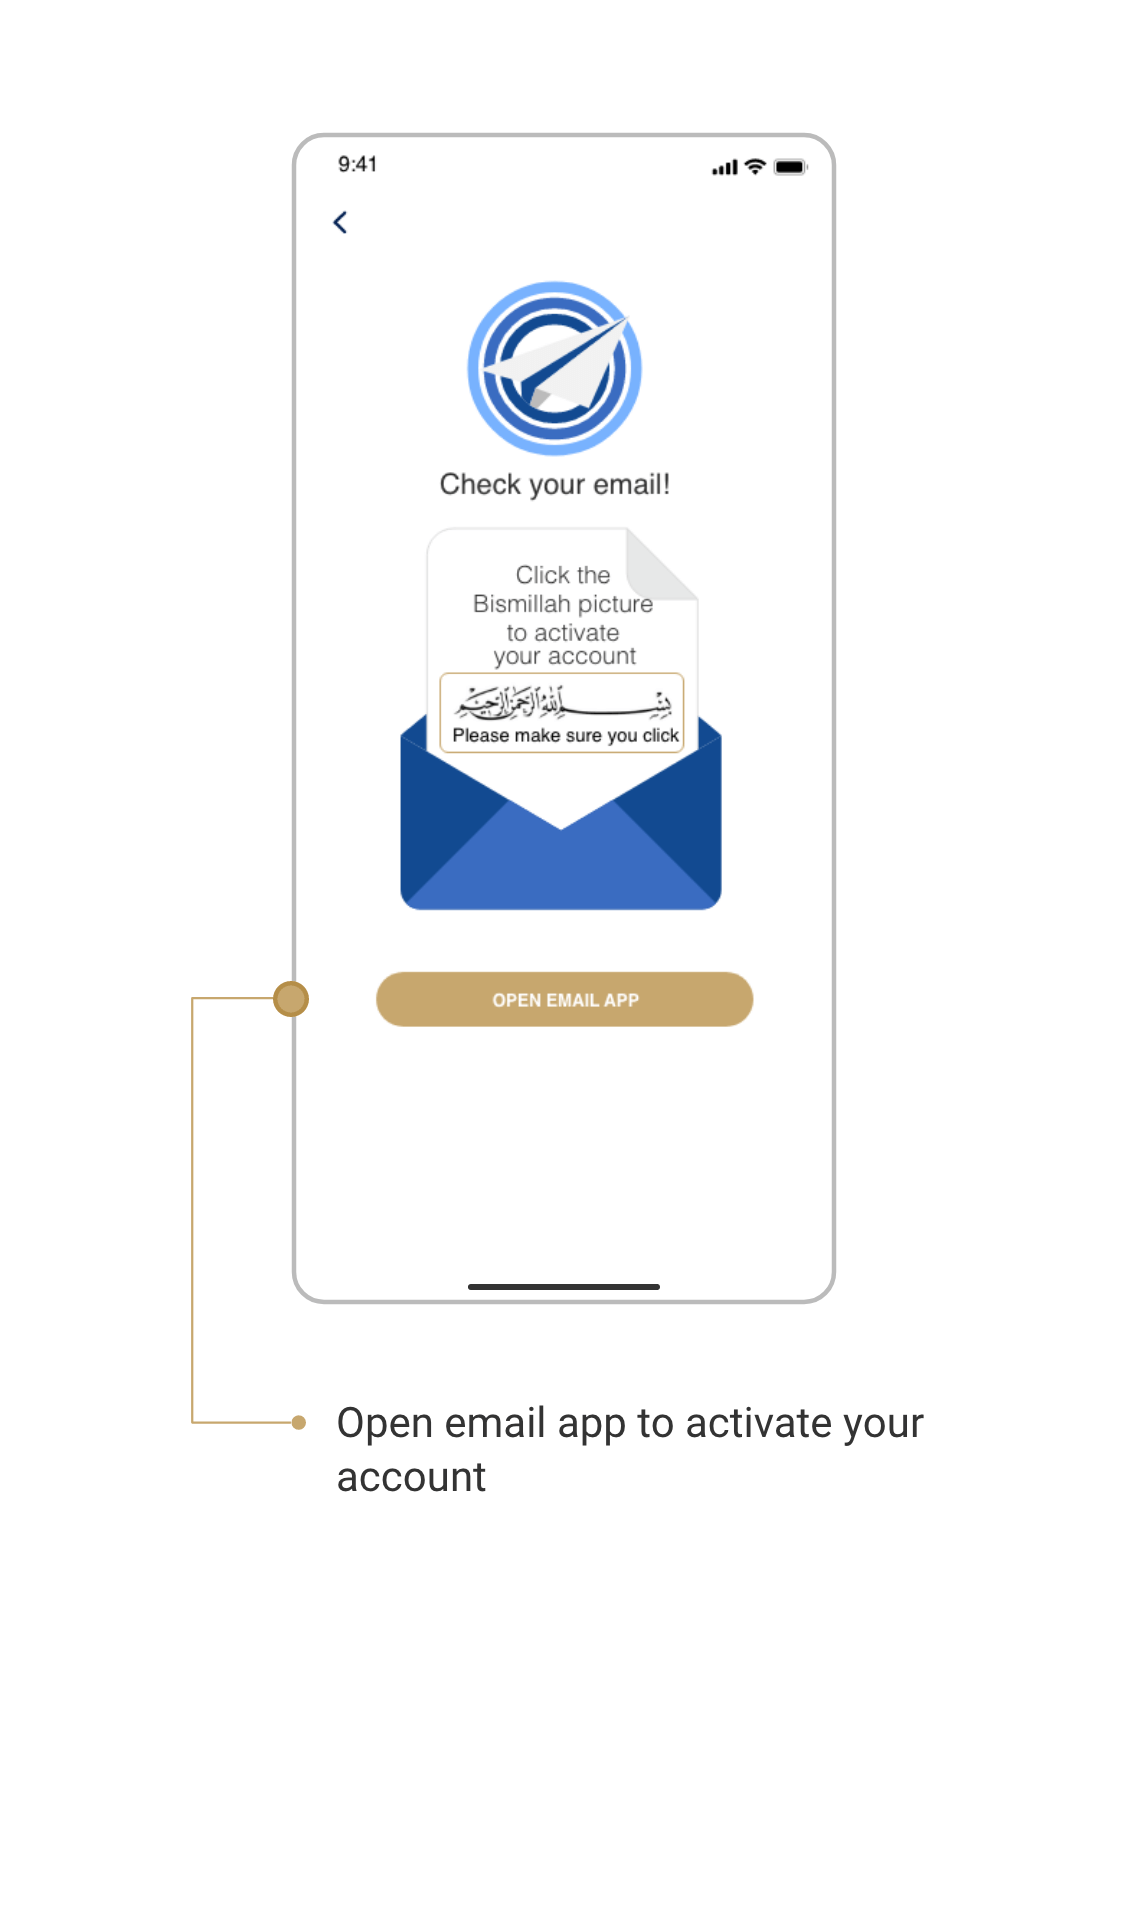 9:41
Check your email!
Click the
Bismillah picture
to activate
your account
بِسْمِ اللَّهِ الرَّحْمَٰنِ الرَّحِيمِ
Please make sure you click
OPEN EMAIL APP
Open email app to activate your
account